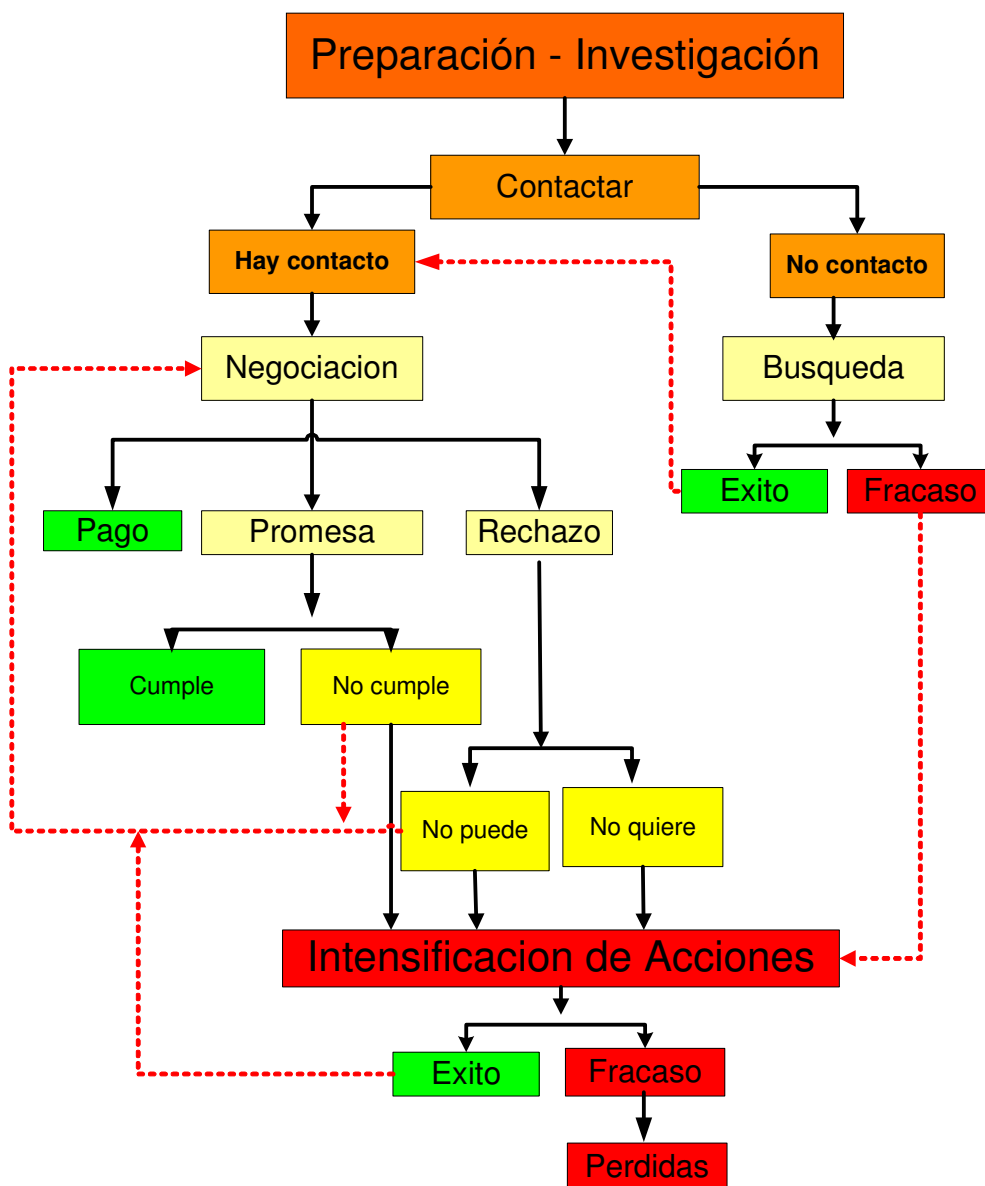 Preparación - Investigación
Contactar
Hay contacto
No contacto
Negociacion
Busqueda
Exito
Fracaso
Pago
Promesa
Rechazo
Cumple
No cumple
No puede
No quiere
Intensificacion de Acciones
Exito
Fracaso
Perdidas